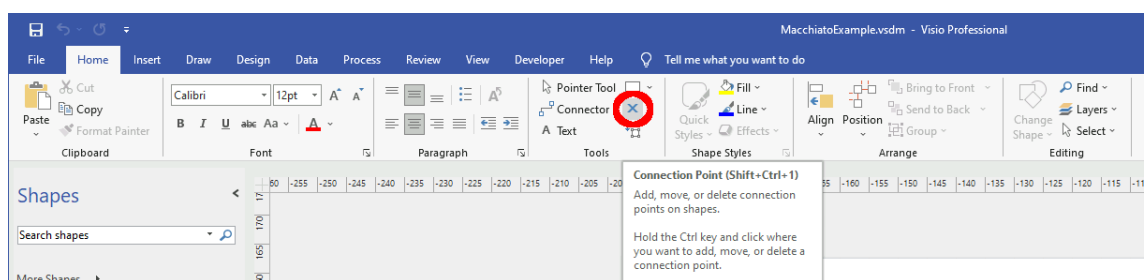 MacchiatoExample.vsdm - Visio Professional
File Home Insert Draw Design Data Process Review View Developer Help Tell me what you want to do
Cut
Copy
Format Painter
Paste
Clipboard
Calibri 12pt A A
B I U abc Aa A
Font
A
Paragraph
Pointer Tool
Connector
A Text
Tools
Quick
Styles
Fill
Line
Effects
Shape Styles
Align Position
Bring to Front
Send to Back
Group
Arrange
Change
Shape
Find
Layers
Select
Editing
Connection Point (Shift+Ctrl+1)
Add, move, or delete connection
points on shapes.
Hold the Ctrl key and click where
you want to add, move, or delete a
connection point.
Shapes
Search shapes
More Shapes
60 -255 -250 -245 -240 -235 -230 -225 -220 -215 -210 -205 -20
55 -160 -155 -150 -145 -140 -135 -130 -125 -120 -115 -11
17
170
165